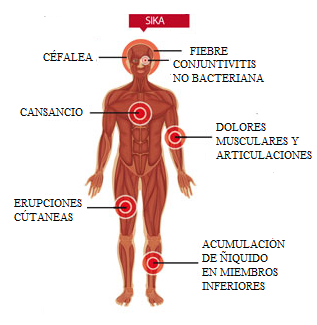 SIKA
CÉFALEA
FIEBRE
CONJUNTIVITIS
NO BACTERIANA
CANSANCIO
DOLORES
MUSCULARES Y
ARTICULACIONES
ERUPCIONES
CÚTANEAS
ACUMULACIÓN
DE ÑIQUIDO
EN MIEMBROS
INFERIORES